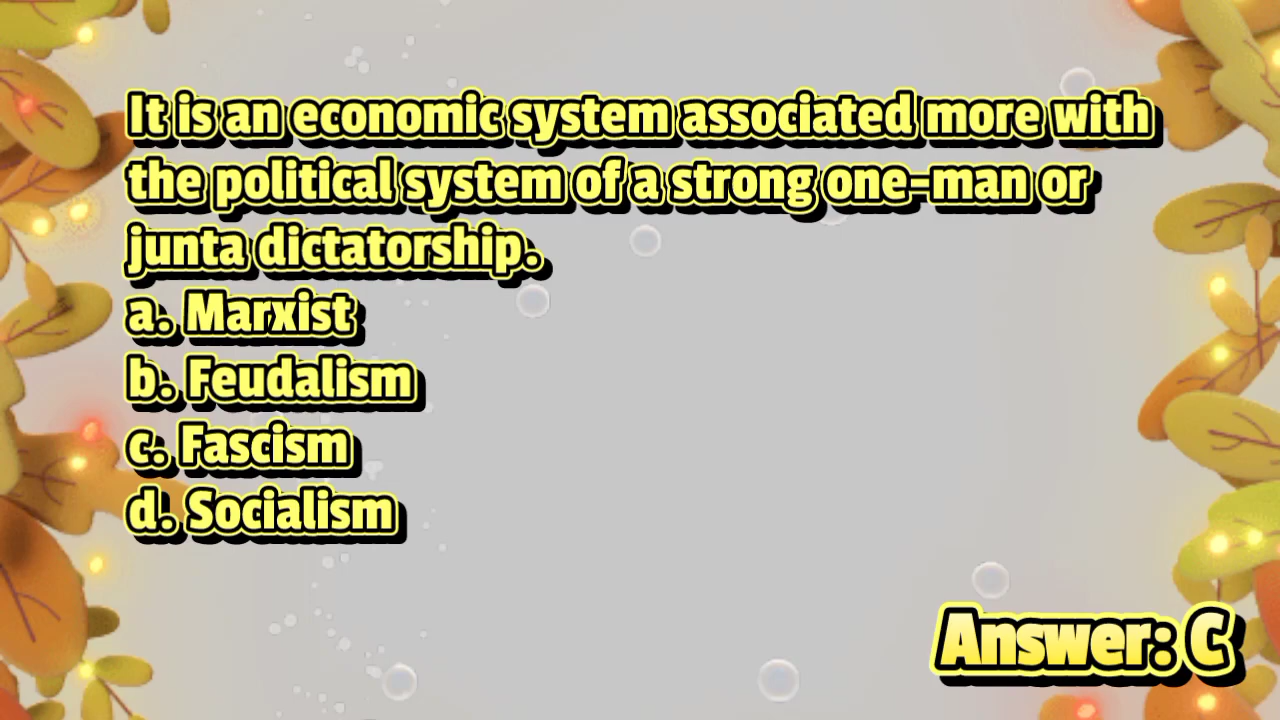 It is an economic system associated more with
the political system of a strong one-man or
junta dictatorship.
a. Marxist
b. Feudalism
c. Fascism
d. Socialism
Answer: C